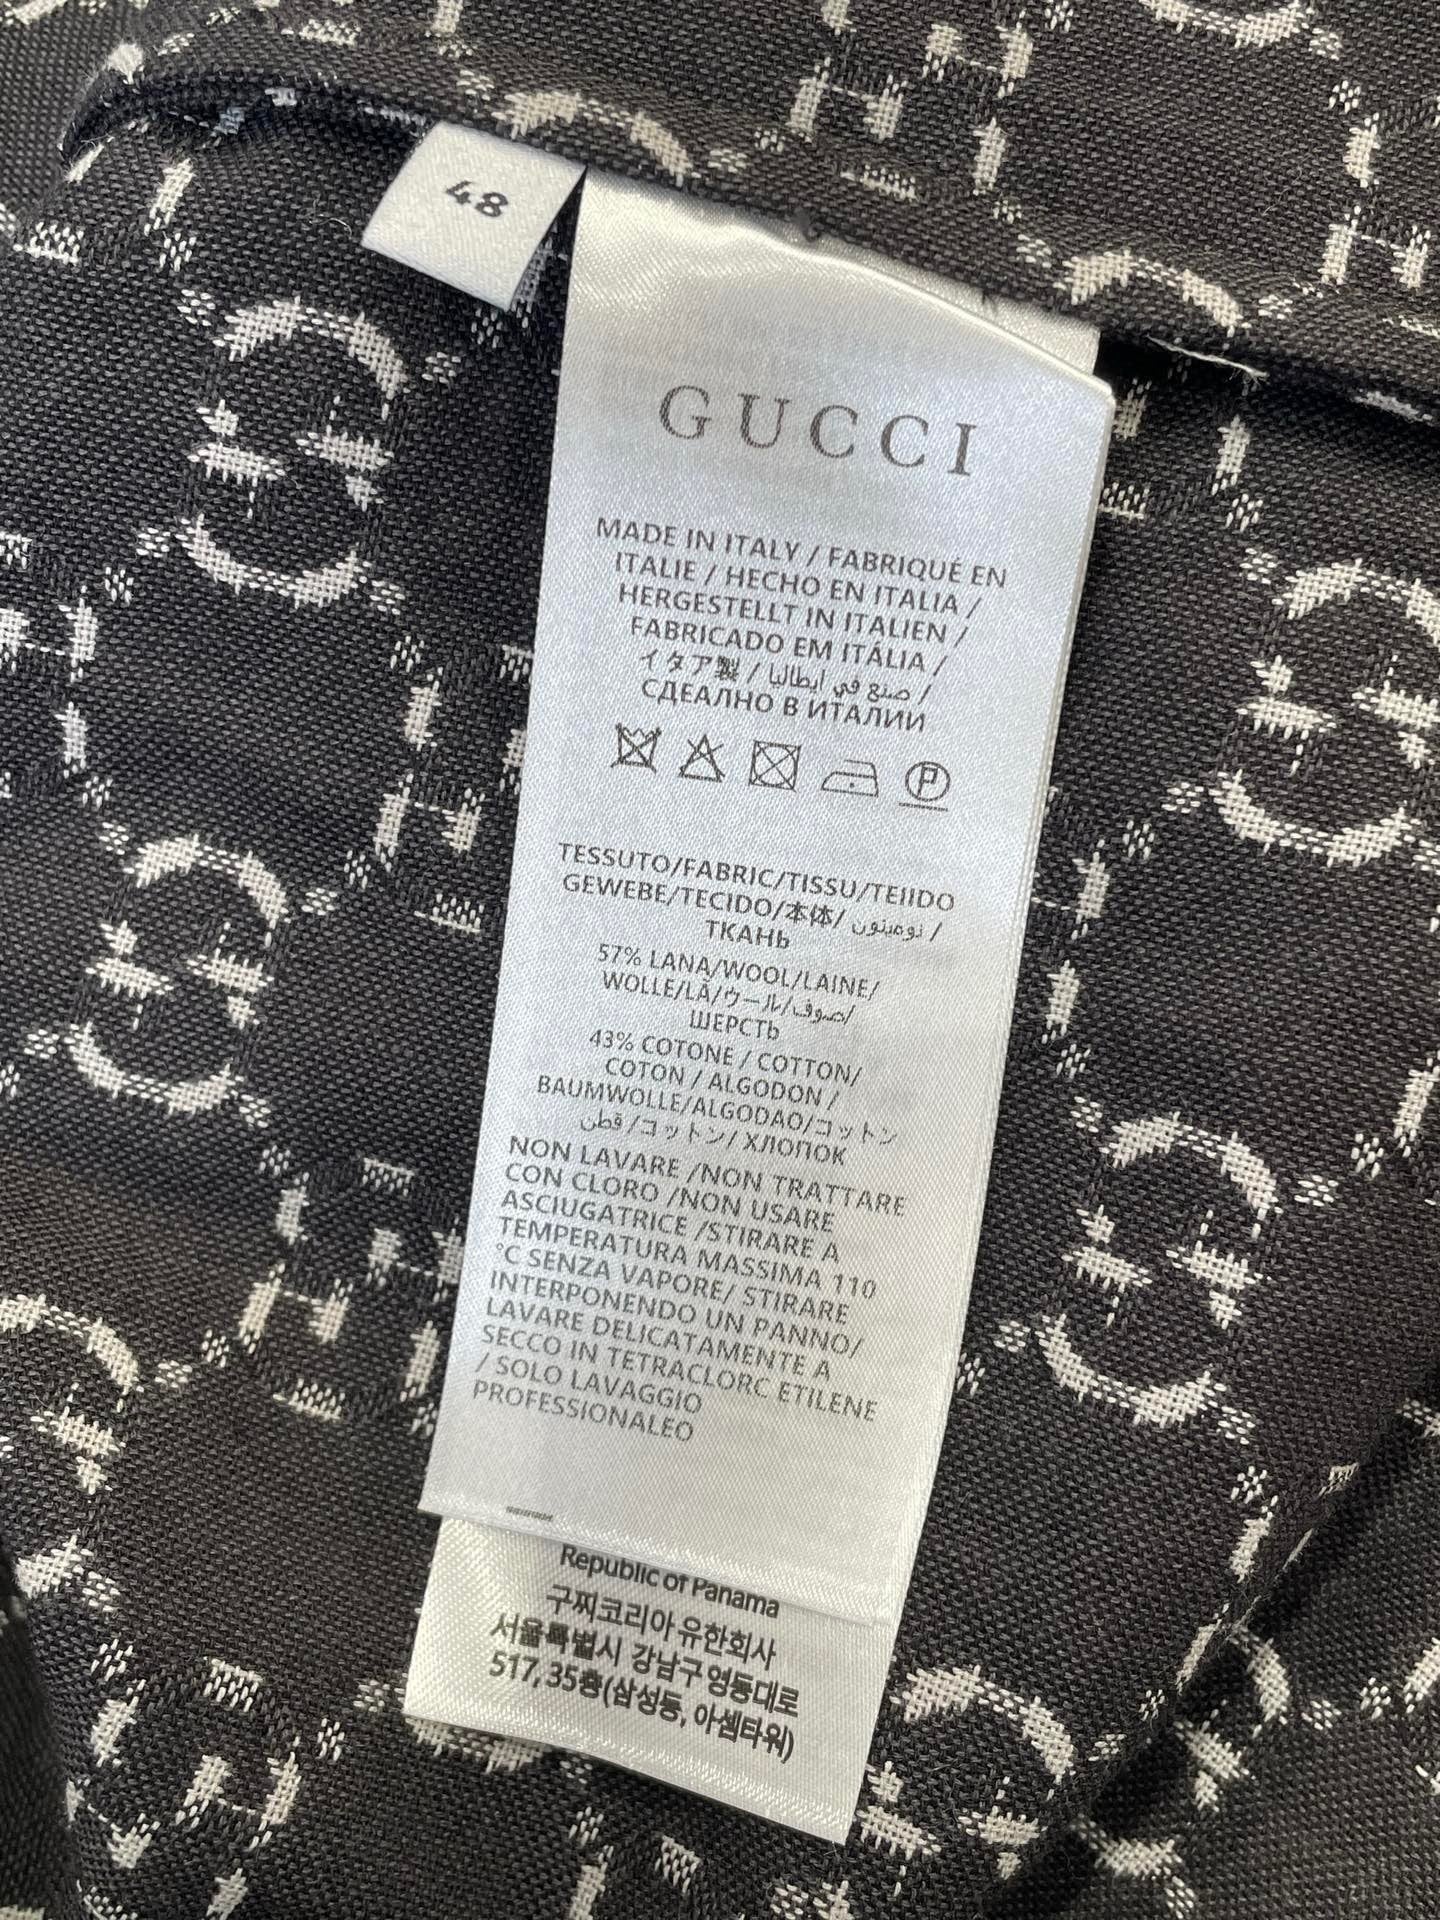 48
GUCCI
MADE IN ITALY / FABRIQUÉ EN
ITALIE / HECHO EN ITALIA /
HERGESTELLT IN ITALIEN /
FABRICADO EM ITÁLIA /
イタア製 / صنع في ايطاليا /
СДЕАЛНО В ИТАЛИИ
P
TESSUTO/FABRIC/TISSU/TEIIDO
GEWEBE/TECIDO/本体/ نومينون /
ТКАНЬ
57% LANA/WOOL/LAINE/
WOLLE/LÃ/ウール/صوف/
ШЕРСТЬ
43% COTONE / COTTON/
COTON / ALGODON /
BAUMWOLLE/ALGODAO/コットン
قطن /コットン/ ХЛОПОК
NON LAVARE /NON TRATTARE
CON CLORO /NON USARE
ASCIUGATRICE /STIRARE A
TEMPERATURA MASSIMA 110
°C SENZA VAPORE/ STIRARE
INTERPONENDO UN PANNO/
LAVARE DELICATAMENTE A
SECCO IN TETRACLORC ETILENE
/ SOLO LAVAGGIO
PROFESSIONALEO
Republic of Panama
구찌코리아 유한회사
서울특별시 강남구 영동대로
517, 35층(삼성동, 아셈타워)